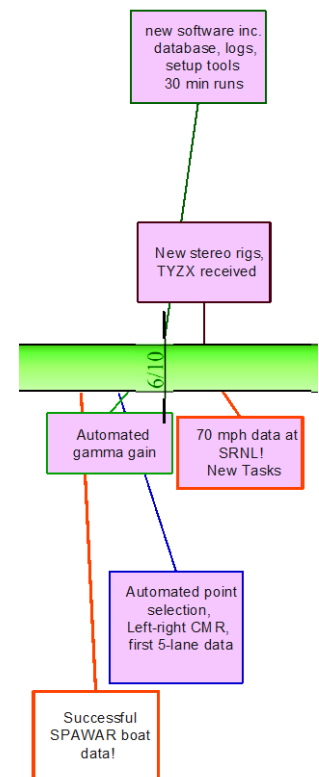 new software inc.
database, logs,
setup tools
30 min runs
New stereo rigs,
TYZX received
6/10
Automated
gamma gain
70 mph data at
SRNL!
New Tasks
Automated point
selection,
Left-right CMR,
first 5-lane data
Successful
SPAWAR boat
data!